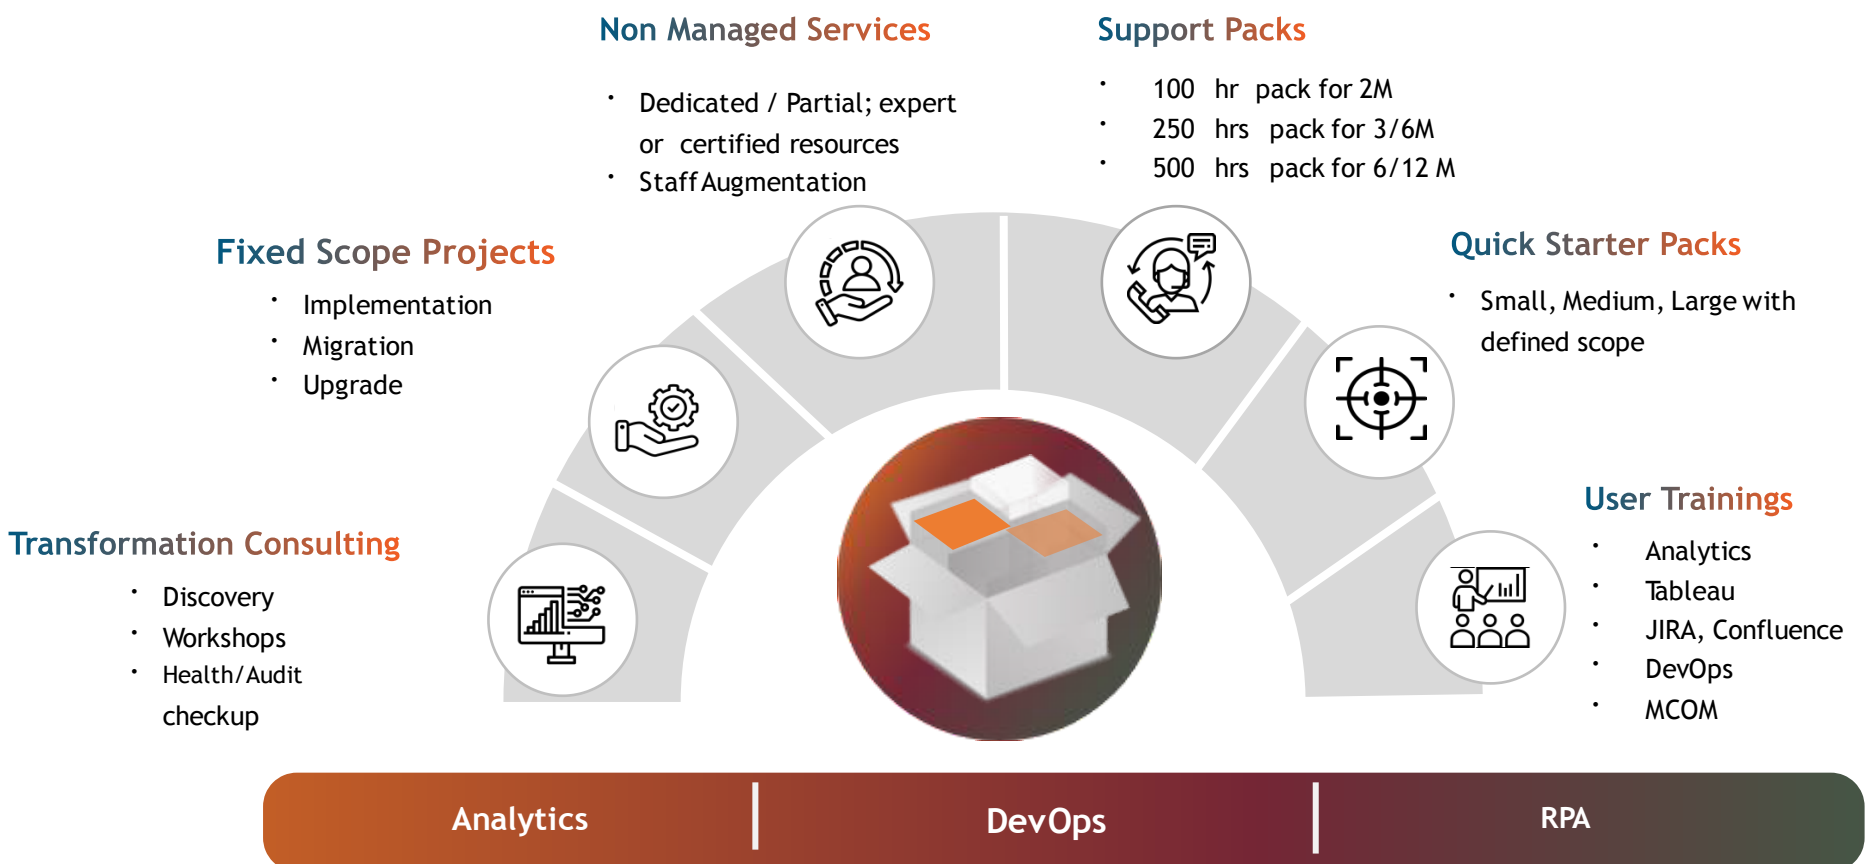 Non Managed Services
· Dedicated / Partial; expert
or certified resources
· Staff Augmentation
Support Packs
· 100 hr pack for 2M
· 250 hrs pack for 3/6M
· 500 hrs pack for 6/12 M
Fixed Scope Projects
· Implementation
· Migration
· Upgrade
Quick Starter Packs
· Small, Medium, Large with
defined scope
Transformation Consulting
· Discovery
· Workshops
· Health/Audit
checkup
User Trainings
· Analytics
· Tableau
· JIRA, Confluence
· DevOps
· MCOM
Analytics
DevOps
RPA